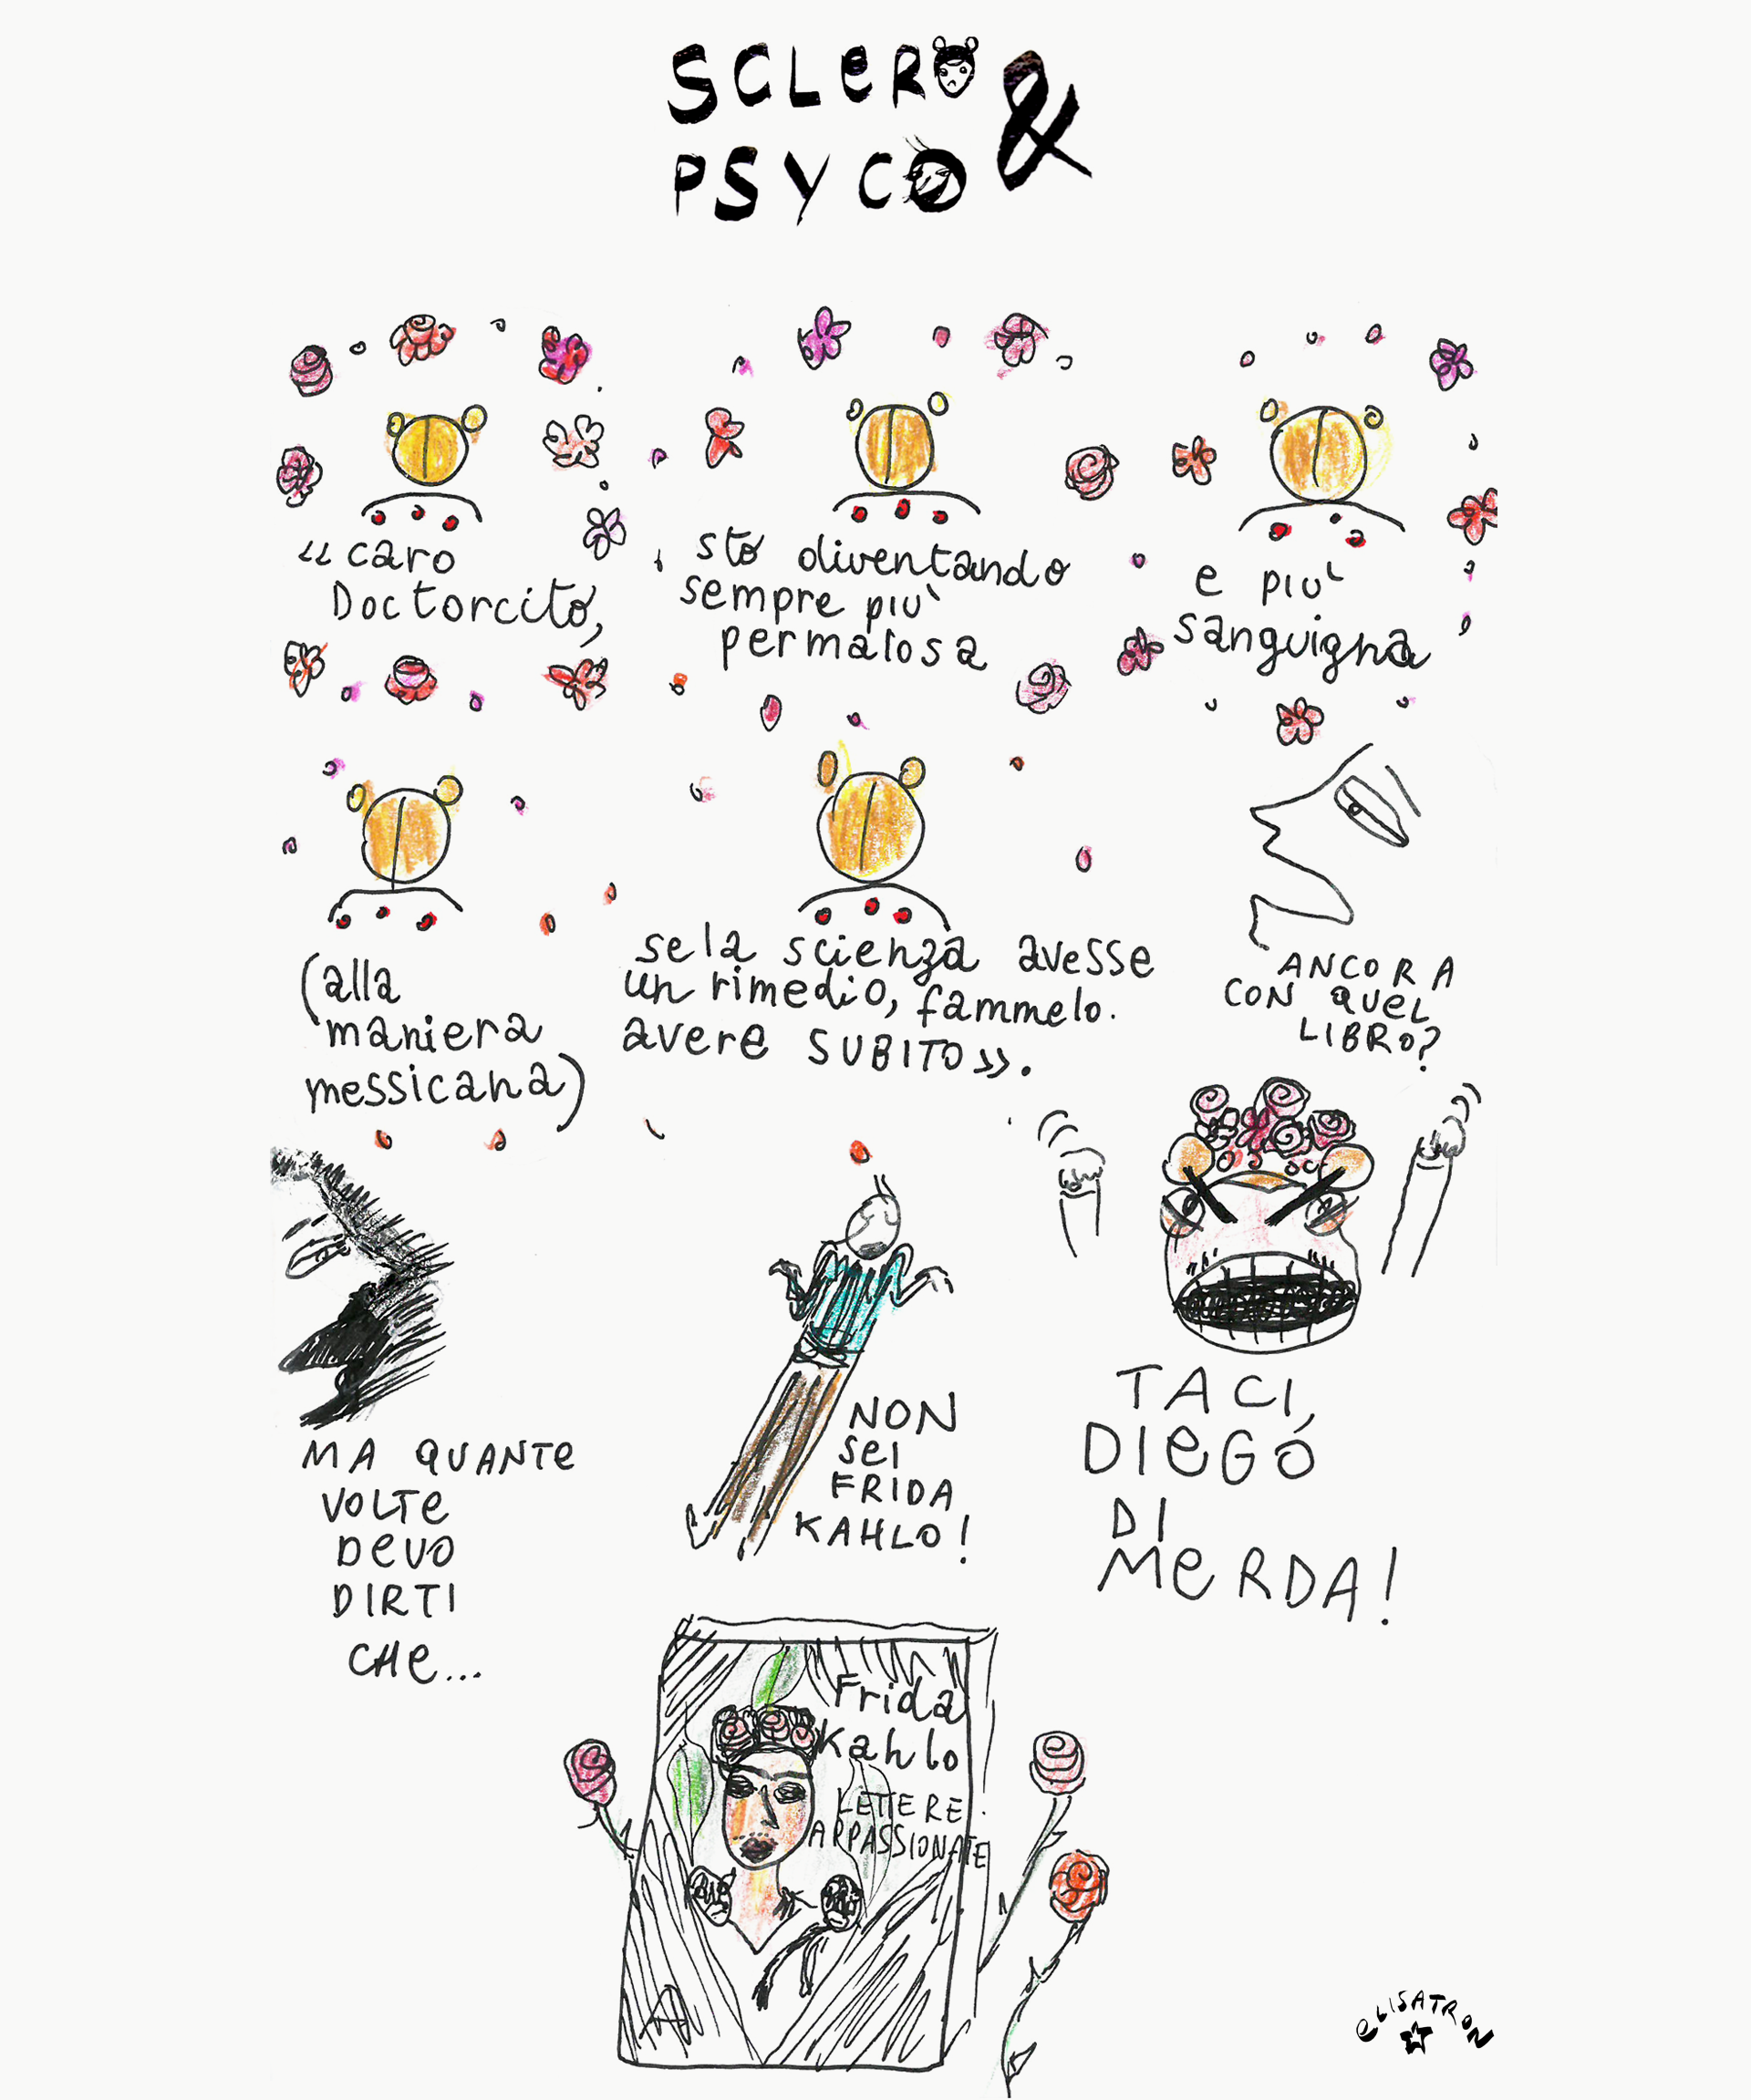 SCLERO &
PSYCO
«caro
Doctorcito,
sto diventando
sempre più
permalosa
e più
sanguigna
(alla
maniera
messicana)
se la scienza avesse
un rimedio, fammelo.
avere SUBITO».
ANCORA
CON QUEL
LIBRO?
MA QUANTE
VOLTE
DEVO
DIRTI
CHE...
NON
SEI
FRIDA
KAHLO!
TACI,
DIEGO
DI
MERDA!
Frida
Kahlo
LETTERE
APPASSIONATE
ELISATRON